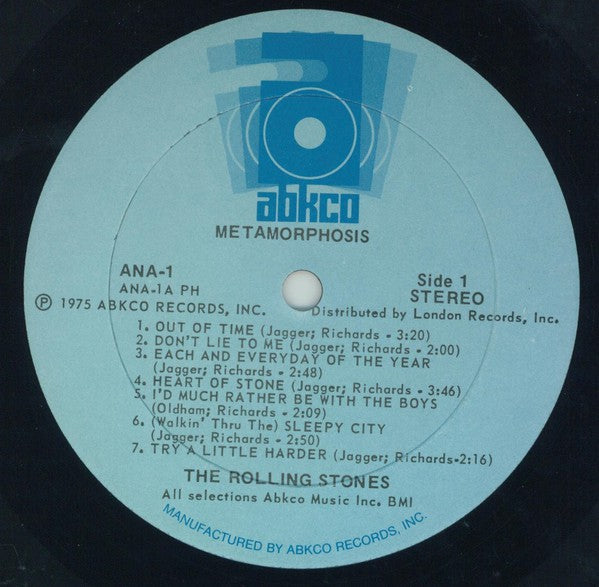 abkco
METAMORPHOSIS
ANA-1
ANA-1A PH
Side 1
STEREO
℗ 1975 ABKCO RECORDS, INC.
Distributed by London Records, Inc.
1. OUT OF TIME (Jagger; Richards - 3:20)
2. DON'T LIE TO ME (Jagger; Richards - 2:00)
3. EACH AND EVERYDAY OF THE YEAR
(Jagger; Richards - 2:48)
4. HEART OF STONE (Jagger; Richards - 3:46)
5. I'D MUCH RATHER BE WITH THE BOYS
(Oldham; Richards - 2:09)
6. (Walkin' Thru The) SLEEPY CITY
(Jagger; Richards - 2:50)
7. TRY A LITTLE HARDER (Jagger; Richards-2:16)
THE ROLLING STONES
All selections Abkco Music Inc. BMI
MANUFACTURED BY ABKCO RECORDS, INC.